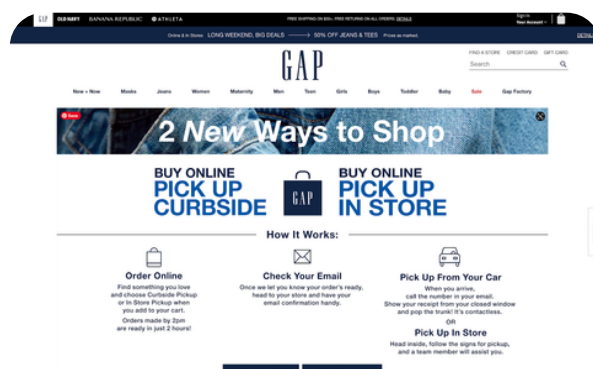 GAP OLD NAVY BANANA REPUBLIC ATHLETA FREE SHIPPING ON $50+, FREE RETURNS ON ALL ORDERS. DETAILS Sign In
Your Account
Online & In Stores LONG WEEKEND, BIG DEALS 50% OFF JEANS & TEES Prices as marked. DETAIL
GAP
FIND A STORE CREDIT CARD GIFT CARD
Search
New + Now Masks Jeans Women Maternity Men Teen Girls Boys Toddler Baby Sale Gap Factory
Save
2 New Ways to Shop
BUY ONLINE
PICK UP
CURBSIDE
GAP
BUY ONLINE
PICK UP
IN STORE
How It Works:
Order Online
Find something you love
and choose Curbside Pickup
or In Store Pickup when
you add to your cart.
Orders made by 2pm
are ready in just 2 hours!
Check Your Email
Once we let you know your order's ready,
head to your store and have your
email confirmation handy.
Pick Up From Your Car
When you arrive,
call the number in your email.
Show your receipt from your closed window
and pop the trunk! It's contactless.
OR
Pick Up In Store
Head inside, follow the signs for pickup,
and a team member will assist you.